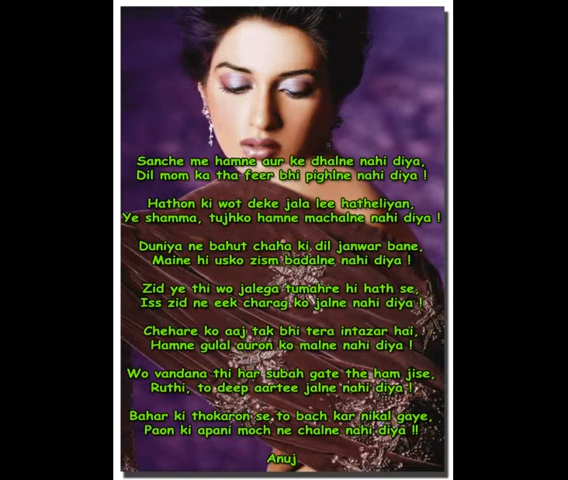 Sanche me hamne aur ke dhalne nahi diya,
Dil mom ka tha feer bhi pighlne nahi diya !
Hathon ki wot deke jala lee hatheliyan,
Ye shamma, tujhko hamne machalne nahi diya !
Duniya ne bahut chaha ki dil janwar bane,
Maine hi usko zism badalne nahi diya !
Zid ye thi wo jalega tumahre hi hath se,
Iss zid ne eek charag ko jalne nahi diya !
Chehare ko aaj tak bhi tera intazar hai,
Hamne gulal auron ko malne nahi diya !
Wo vandana thi har subah gate the ham jise,
Ruthi, to deep aartee jalne nahi diya !
Bahar ki thokaron se to bach kar nikal gaye,
Paon ki apani moch ne chalne nahi diya !!
Anuj